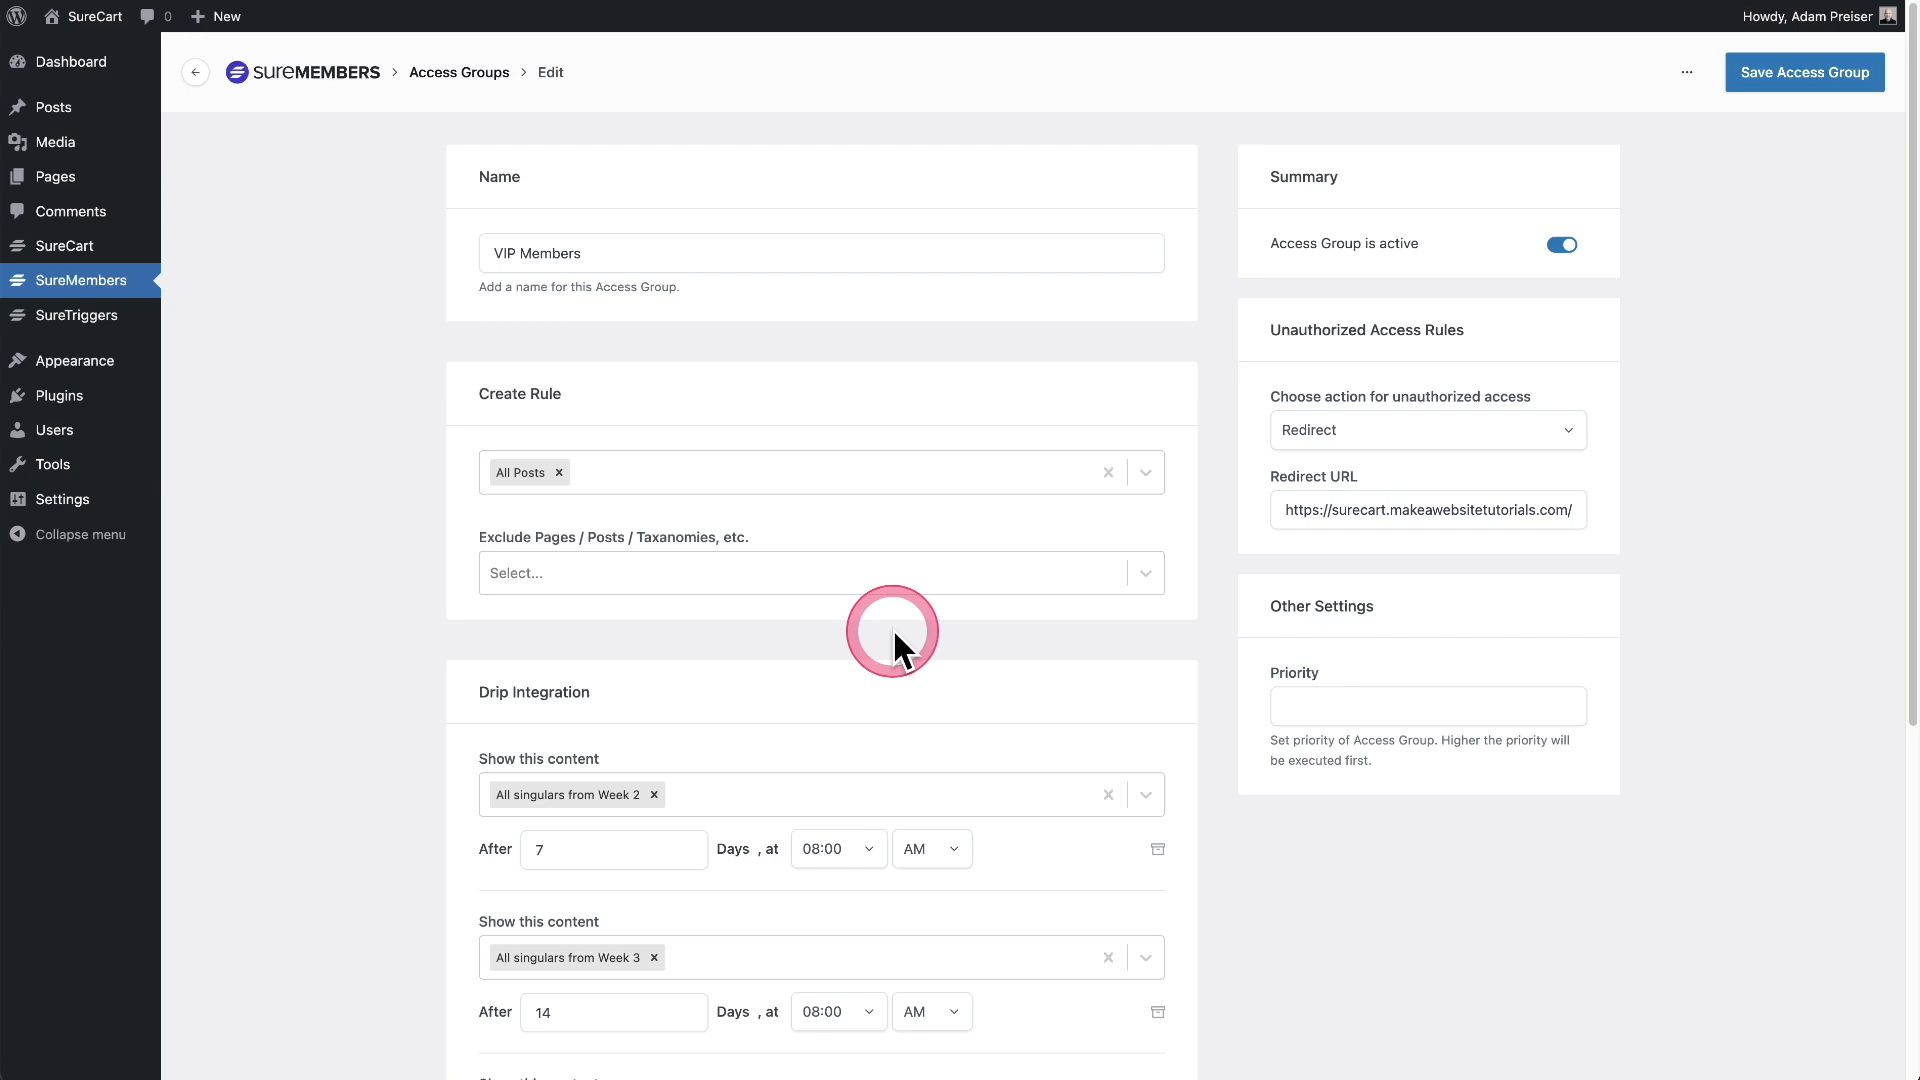 SureCart
0
New
Howdy, Adam Preiser
Dashboard
Posts
Media
Pages
Comments
SureCart
SureMembers
SureTriggers
Appearance
Plugins
Users
Tools
Settings
Collapse menu
sureMEMBERS
Access Groups
Edit
...
Save Access Group
Name
VIP Members
Add a name for this Access Group.
Create Rule
All Posts
Exclude Pages / Posts / Taxanomies, etc.
Select...
Drip Integration
Show this content
All singulars from Week 2
After 7 Days , at 08:00 AM
Show this content
All singulars from Week 3
After 14 Days , at 08:00 AM
Summary
Access Group is active
Unauthorized Access Rules
Choose action for unauthorized access
Redirect
Redirect URL
https://surecart.makeawebsitetutorials.com/
Other Settings
Priority
Set priority of Access Group. Higher the priority will
be executed first.